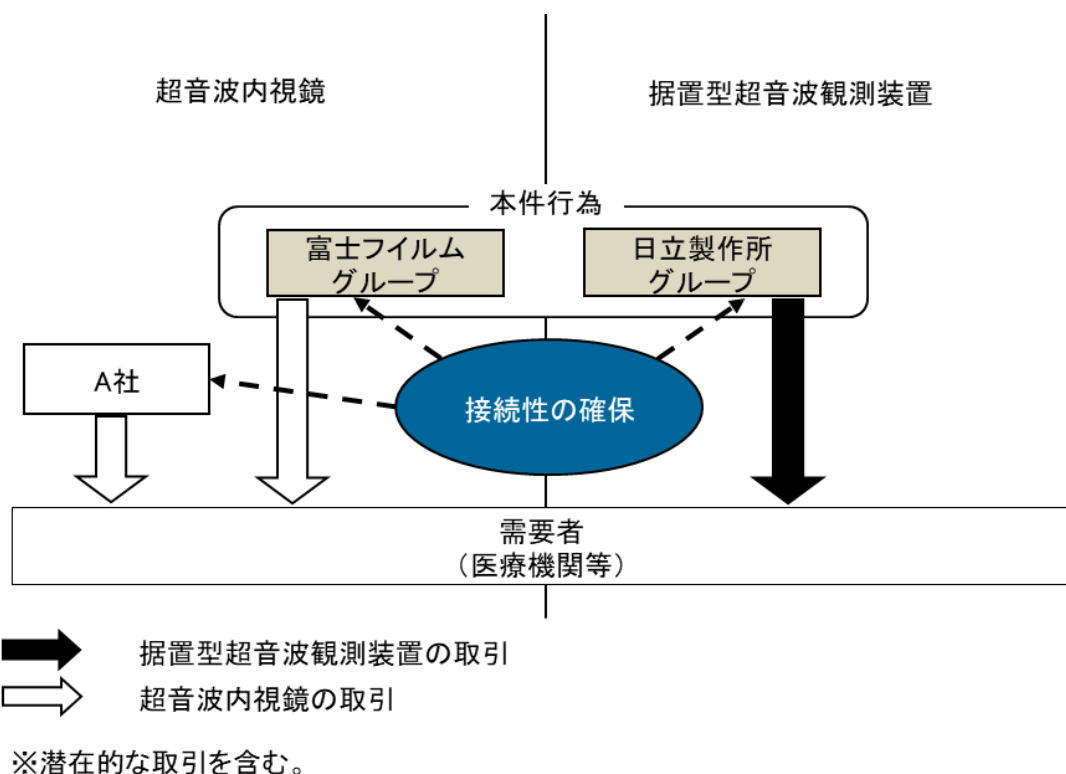 超音波内視鏡
据置型超音波観測装置
本件行為
富士フイルム
グループ
日立製作所
グループ
A社
接続性の確保
需要者
（医療機関等）
据置型超音波観測装置の取引
超音波内視鏡の取引
※潜在的な取引を含む。